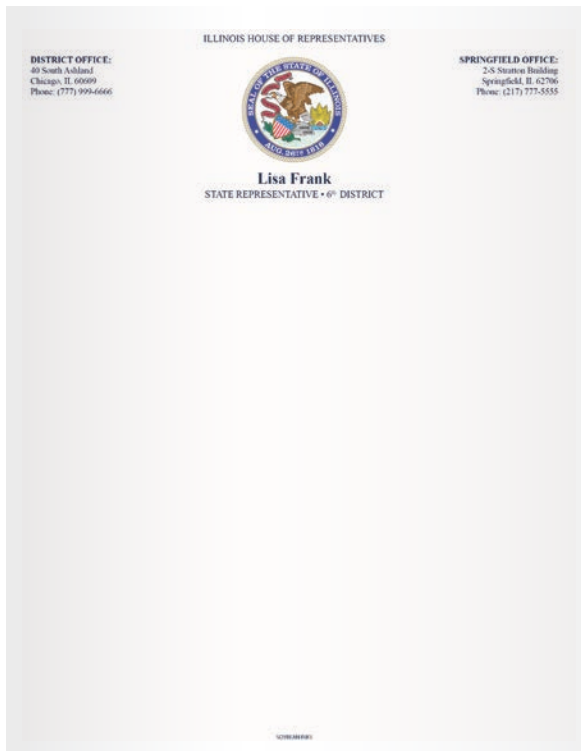 ILLINOIS HOUSE OF REPRESENTATIVES
DISTRICT OFFICE:
40 South Ashland
Chicago, IL 60609
Phone: (777) 999-6666
SPRINGFIELD OFFICE:
2-S Stratton Building
Springfield, IL 62706
Phone: (217) 777-5555
SEAL OF THE STATE OF ILLINOIS
AUG. 26TH 1818
Lisa Frank
STATE REPRESENTATIVE • 6th DISTRICT